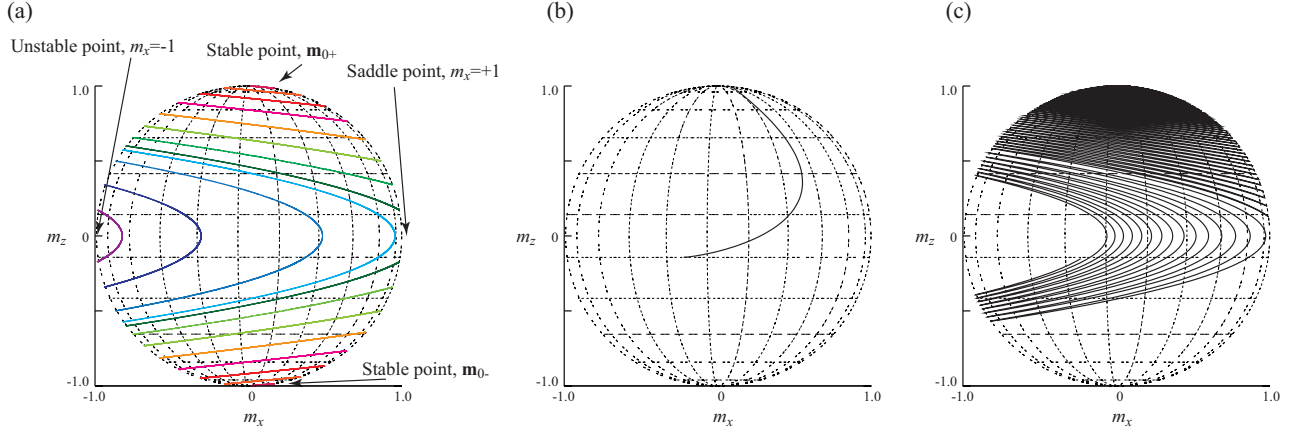 (a)
Unstable point, mx=-1
Stable point, m0+
Saddle point, mx=+1
1.0
mz
0
Stable point, m0-
-1.0
-1.0
0
1.0
mx
(b)
1.0
mz
0
-1.0
-1.0
0
1.0
mx
(c)
1.0
mz
0
-1.0
-1.0
0
1.0
mx